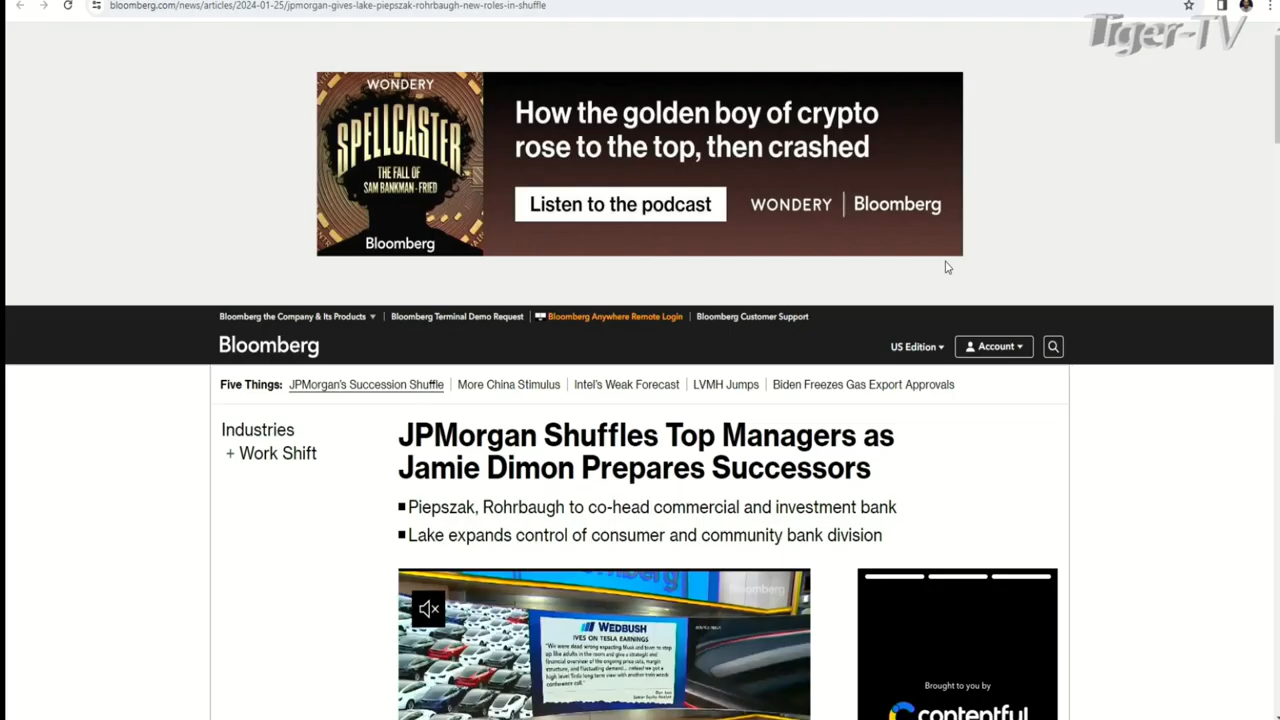 bloomberg.com/news/articles/2024-01-25/jpmorgan-gives-lake-piepszak-rohrbaugh-new-roles-in-shuffle
Tiger-TV
WONDERY
SPELLCASTER
THE FALL OF
SAM BANKMAN-FRIED
Bloomberg
How the golden boy of crypto
rose to the top, then crashed
Listen to the podcast
WONDERY | Bloomberg
Bloomberg the Company & Its Products | Bloomberg Terminal Demo Request | Bloomberg Anywhere Remote Login | Bloomberg Customer Support
Bloomberg
US Edition
Account
Five Things: JPMorgan's Succession Shuffle | More China Stimulus | Intel's Weak Forecast | LVMH Jumps | Biden Freezes Gas Export Approvals
Industries
+ Work Shift
JPMorgan Shuffles Top Managers as
Jamie Dimon Prepares Successors
Piepszak, Rohrbaugh to co-head commercial and investment bank
Lake expands control of consumer and community bank division
Bloomberg
WEDBUSH
IVES ON TESLA EARNINGS
Brought to you by
contentful